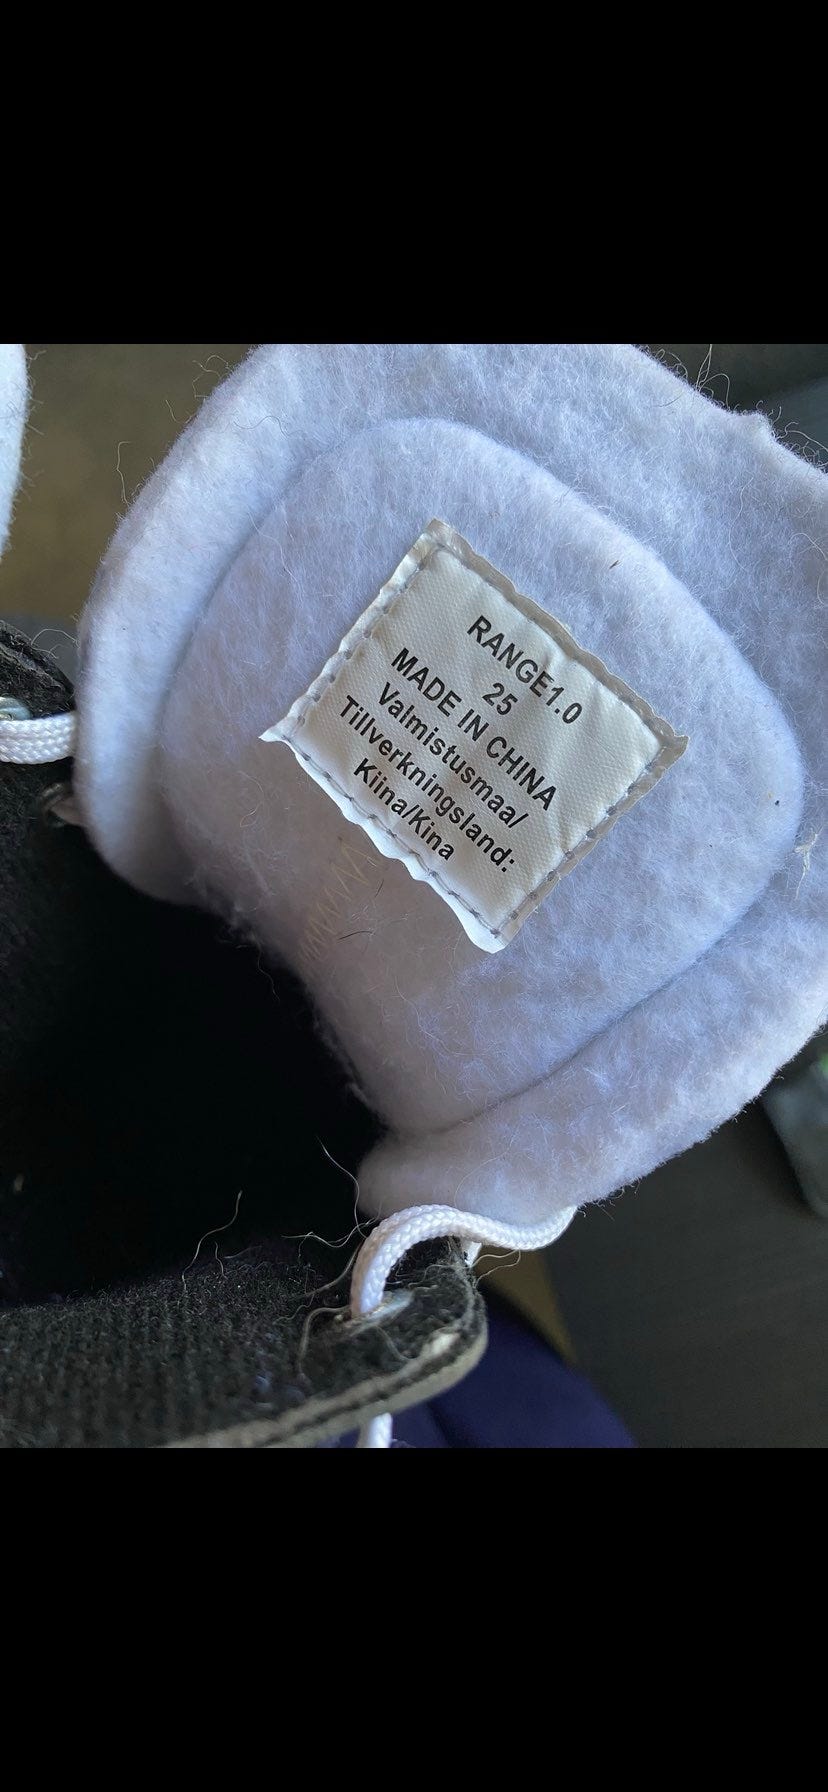 RANGE1.0
25
MADE IN CHINA
Valmistusmaa/
Tillverkningsland:
Kiina/Kina